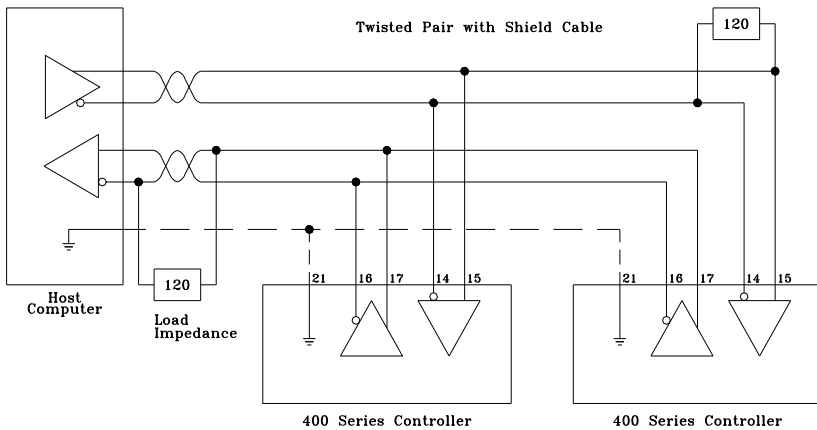 Twisted Pair with Shield Cable
120
21
16
17
14
15
21
16
17
14
15
120
Host
Computer
Load
Impedance
400 Series Controller
400 Series Controller